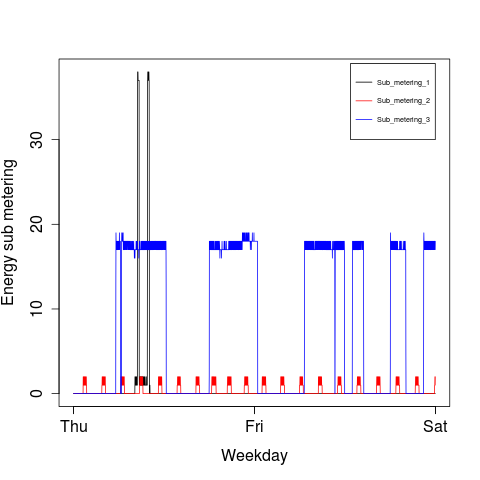 Energy sub metering
0
10
20
30
Sub_metering_1
Sub_metering_2
Sub_metering_3
Thu
Fri
Sat
Weekday